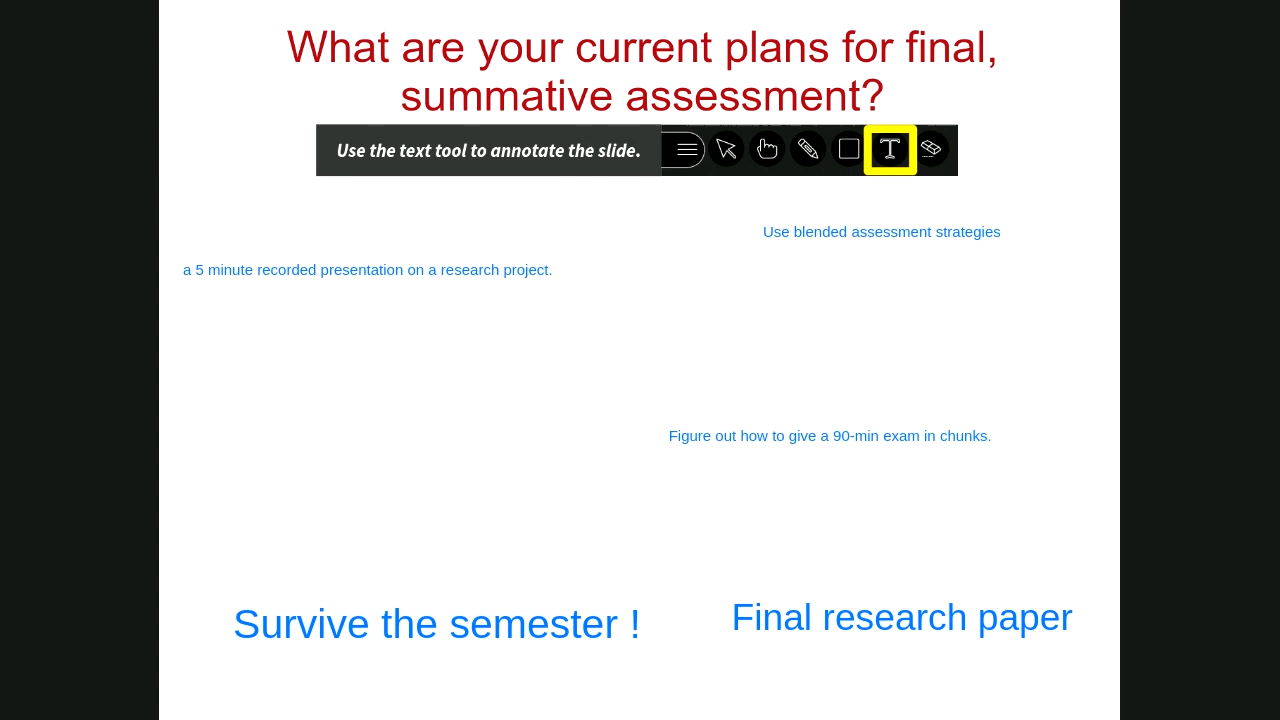 What are your current plans for final,
summative assessment?
Use the text tool to annotate the slide.
Use blended assessment strategies
a 5 minute recorded presentation on a research project.
Figure out how to give a 90-min exam in chunks.
Survive the semester !
Final research paper